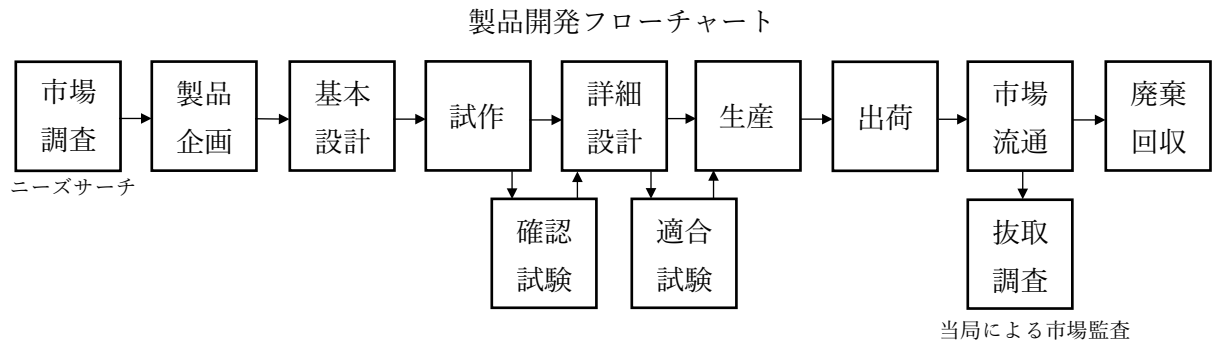 製品開発フローチャート
市場
調査
ニーズサーチ
製品
企画
基本
設計
試作
詳細
設計
生産
出荷
市場
流通
廃棄
回収
確認
試験
適合
試験
抜取
調査
当局による市場監査